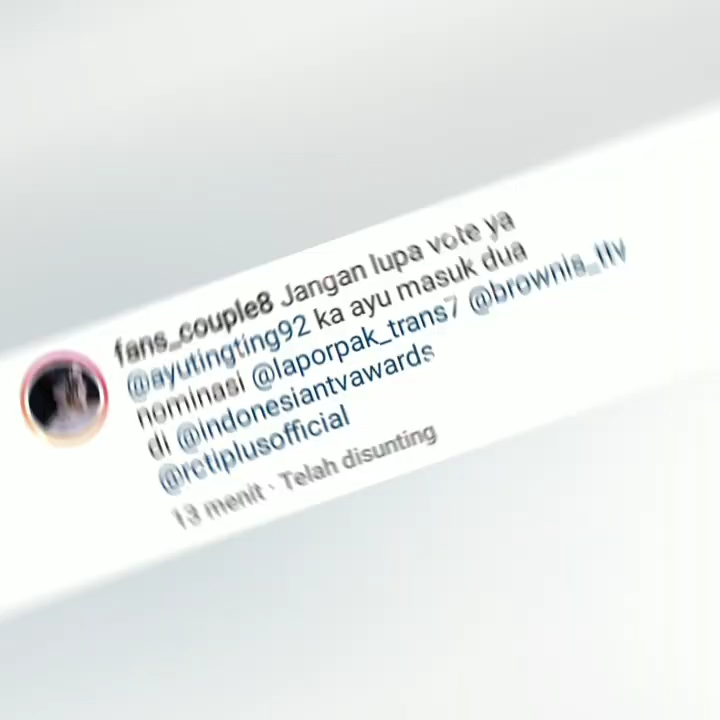 fans_couple8 Jangan lupa vote ya
@ayutingting92 ka ayu masuk dua
nominasi @laporpak_trans7 @brownis_ttv
di @indonesiantvawards
@rctiplusofficial
13 menit · Telah disunting